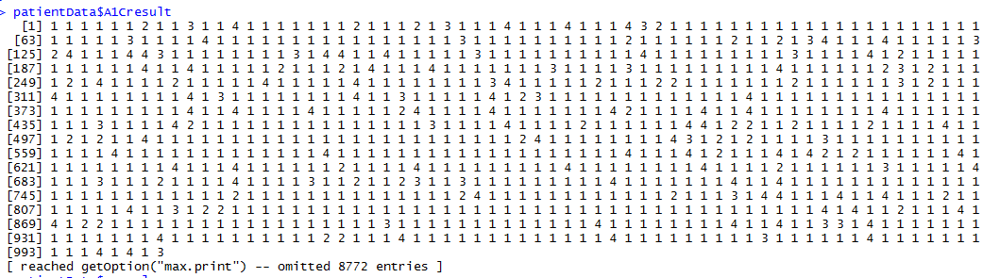 > patientData$A1Cresult
[1] 1 1 1 1 1 1 2 1 1 3 1 1 4 1 1 1 1 1 1 1 2 1 1 1 2 1 3 1 1 1 4 1 1 1 4 1 1 1 4 3 2 1 1 1 1 1 1 1 1 1 1 1 1 1 1 1 1 1 1 1 1 1
[63] 1 1 1 1 1 3 1 1 1 1 4 1 1 1 1 1 1 1 1 1 1 1 1 1 1 1 1 3 1 1 1 1 1 1 1 1 1 1 2 1 1 1 1 1 1 2 1 1 2 1 3 4 1 1 1 4 1 1 1 1 1 3
[125] 2 4 1 1 1 4 4 3 1 1 1 1 1 1 1 1 3 1 4 4 1 1 4 1 1 1 1 1 3 1 1 1 1 1 1 1 1 1 1 4 1 1 1 1 1 1 1 1 1 3 1 1 1 1 4 1 2 1 1 1 1 1
[187] 1 1 1 1 1 1 4 1 1 4 1 1 1 1 1 2 1 1 1 2 1 4 1 1 1 4 1 1 1 1 1 1 1 3 1 1 1 1 3 1 1 1 1 1 1 1 1 1 4 1 1 1 1 1 1 2 3 1 2 1 1 1
[249] 1 2 1 4 1 1 1 1 2 1 1 1 1 1 4 1 1 1 1 1 4 1 1 1 1 1 1 1 1 3 4 1 1 1 1 1 2 1 1 1 2 2 1 1 1 1 1 1 1 2 1 1 1 1 1 1 3 1 2 1 1 1
[311] 4 1 1 1 1 1 1 1 1 4 1 3 1 1 1 1 1 1 1 1 4 1 1 3 1 1 1 1 1 4 1 2 3 1 1 1 1 1 1 1 1 1 1 1 1 1 4 1 1 1 1 1 1 1 1 1 1 1 1 1 1 1
[373] 1 1 1 1 1 1 1 1 1 4 1 1 4 1 1 1 1 4 1 1 1 1 1 2 4 1 1 1 1 4 1 1 1 1 1 1 1 4 2 1 1 1 4 1 1 4 1 1 1 1 1 1 1 1 1 4 1 1 1 1 1 1
[435] 1 1 1 3 1 1 1 1 4 2 1 1 1 1 1 1 1 1 1 1 1 1 1 1 1 3 1 1 1 1 4 1 1 1 1 2 1 1 1 1 1 1 4 4 1 2 2 1 1 2 1 1 1 1 2 1 1 1 1 4 1 1
[497] 1 2 1 2 1 1 4 1 1 1 1 1 1 1 1 1 1 1 1 1 1 1 1 1 1 1 1 1 1 1 1 2 4 1 1 1 1 1 1 1 1 4 3 1 2 1 2 1 1 1 1 3 1 1 1 1 1 1 1 1 1 1
[559] 1 1 1 1 4 1 1 1 1 1 1 1 1 1 1 1 1 1 4 1 1 1 1 1 1 1 1 1 1 1 1 1 1 1 1 1 1 1 4 1 1 1 4 1 2 1 1 1 4 1 4 2 1 2 1 1 1 1 1 1 4 1
[621] 1 1 1 1 1 1 1 1 4 1 1 1 4 1 1 1 1 1 1 2 1 1 1 1 4 1 1 1 1 1 1 1 1 1 4 1 1 1 1 1 1 4 1 1 1 1 1 1 2 1 1 1 1 1 1 3 1 1 1 1 1 4
[683] 1 1 1 3 1 1 1 2 1 1 1 1 4 1 1 1 1 3 1 1 2 1 1 2 3 1 1 3 1 1 1 1 1 1 1 1 1 4 1 1 1 1 1 1 1 4 1 1 4 1 1 1 1 1 1 1 1 1 1 1 1 1
[745] 1 1 1 1 1 1 1 1 1 1 1 1 2 1 1 1 1 1 1 1 1 1 1 1 1 1 1 2 4 1 1 1 1 1 1 1 1 1 1 1 1 2 1 1 1 3 1 4 4 1 1 1 4 1 1 4 1 1 1 2 1 1
[807] 1 1 1 1 1 4 1 1 3 1 2 2 1 1 1 1 1 1 1 1 1 1 1 1 1 1 1 1 1 1 1 1 1 1 1 1 1 1 1 1 1 1 1 1 1 1 1 1 1 1 1 4 1 4 1 1 2 1 1 1 4 1
[869] 4 1 2 2 1 1 1 1 1 1 1 1 1 1 1 1 1 1 1 1 1 1 3 1 1 1 1 1 1 1 1 1 1 1 1 1 4 1 1 1 1 1 1 1 1 4 1 1 4 1 1 3 3 1 4 1 1 1 1 1 1 1
[931] 1 1 1 1 1 1 1 4 1 1 1 1 1 1 1 1 1 1 2 2 1 1 1 4 1 1 1 1 1 1 1 1 1 1 1 1 1 4 1 1 1 1 1 1 1 1 1 3 1 1 1 1 1 1 4 1 1 1 1 1 1 1
[993] 1 1 1 4 1 4 1 3
[ reached getOption("max.print") -- omitted 8772 entries ]